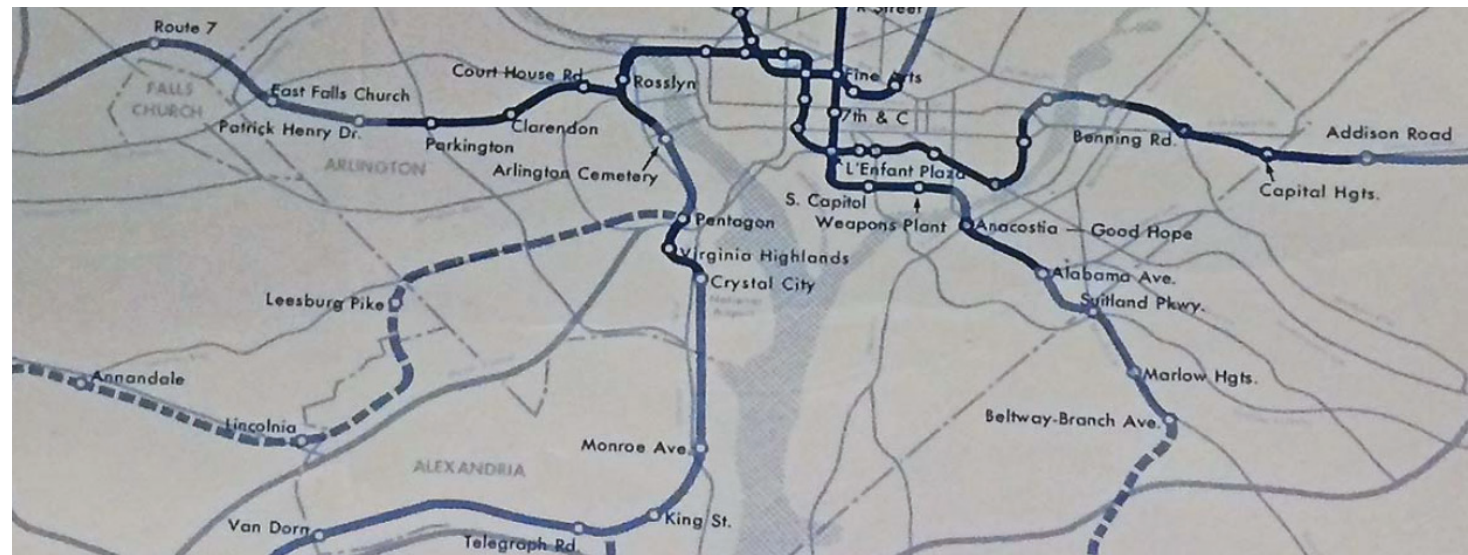 R Street
Route 7
Court House Rd.
Rosslyn
Fine Arts
FALLS
CHURCH
East Falls Church
Patrick Henry Dr.
Parkington
Clarendon
7th & C
Benning Rd.
Addison Road
ARLINGTON
Arlington Cemetery
L'Enfant Plaza
Capital Hgts.
S. Capitol
Weapons Plant
Anacostia — Good Hope
Pentagon
Virginia Highlands
Crystal City
Alabama Ave.
Suitland Pkwy.
Leesburg Pike
National
Airport
Annandale
Marlow Hgts.
Lincolnia
Beltway-Branch Ave.
Monroe Ave.
ALEXANDRIA
Van Dorn
King St.
Telegraph Rd.